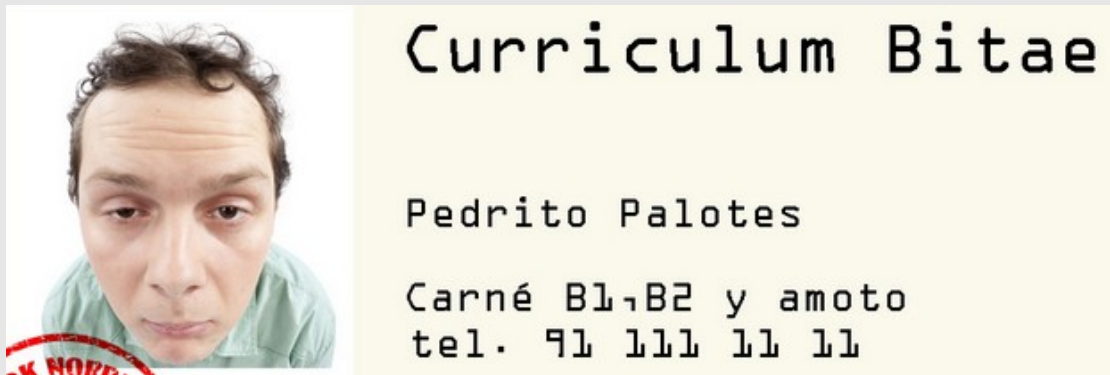 Curriculum Bitae
Pedrito Palotes
Carné B1,B2 y amoto
tel. 91 111 11 11